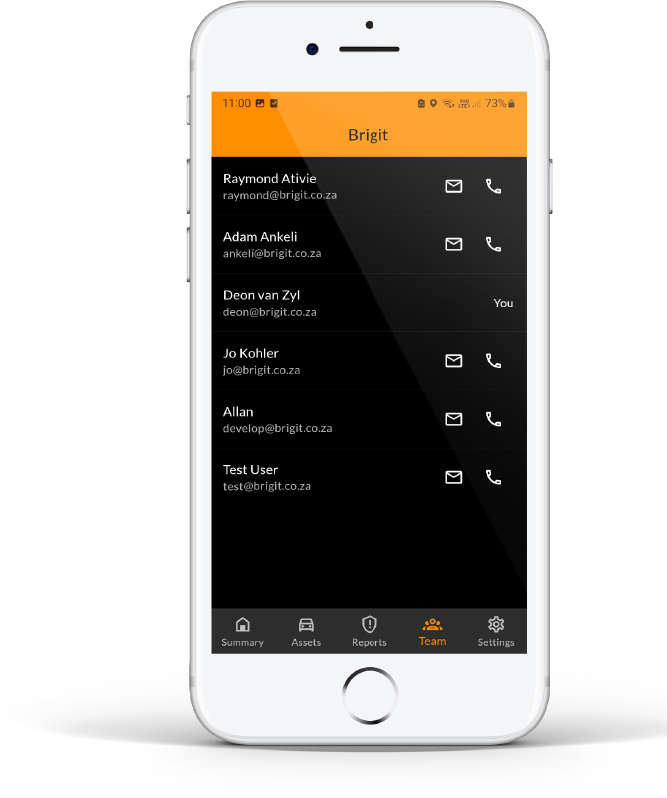 11:00 73%
Brigit
Raymond Ativie
raymond@brigit.co.za
Adam Ankeli
ankeli@brigit.co.za
Deon van Zyl
deon@brigit.co.za
You
Jo Kohler
jo@brigit.co.za
Allan
develop@brigit.co.za
Test User
test@brigit.co.za
Summary Assets Reports Team Settings